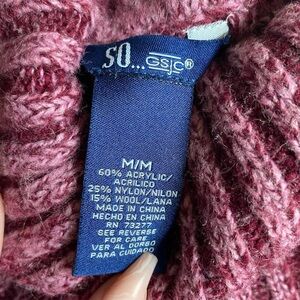 SO... GSJC®
M/M
60% ACRYLIC/
ACRILICO
25% NYLON/NILON
15% WOOL/LANA
MADE IN CHINA
HECHO EN CHINA
RN 73277
SEE REVERSE
FOR CARE
VER AL DORSO
PARA CUIDADO